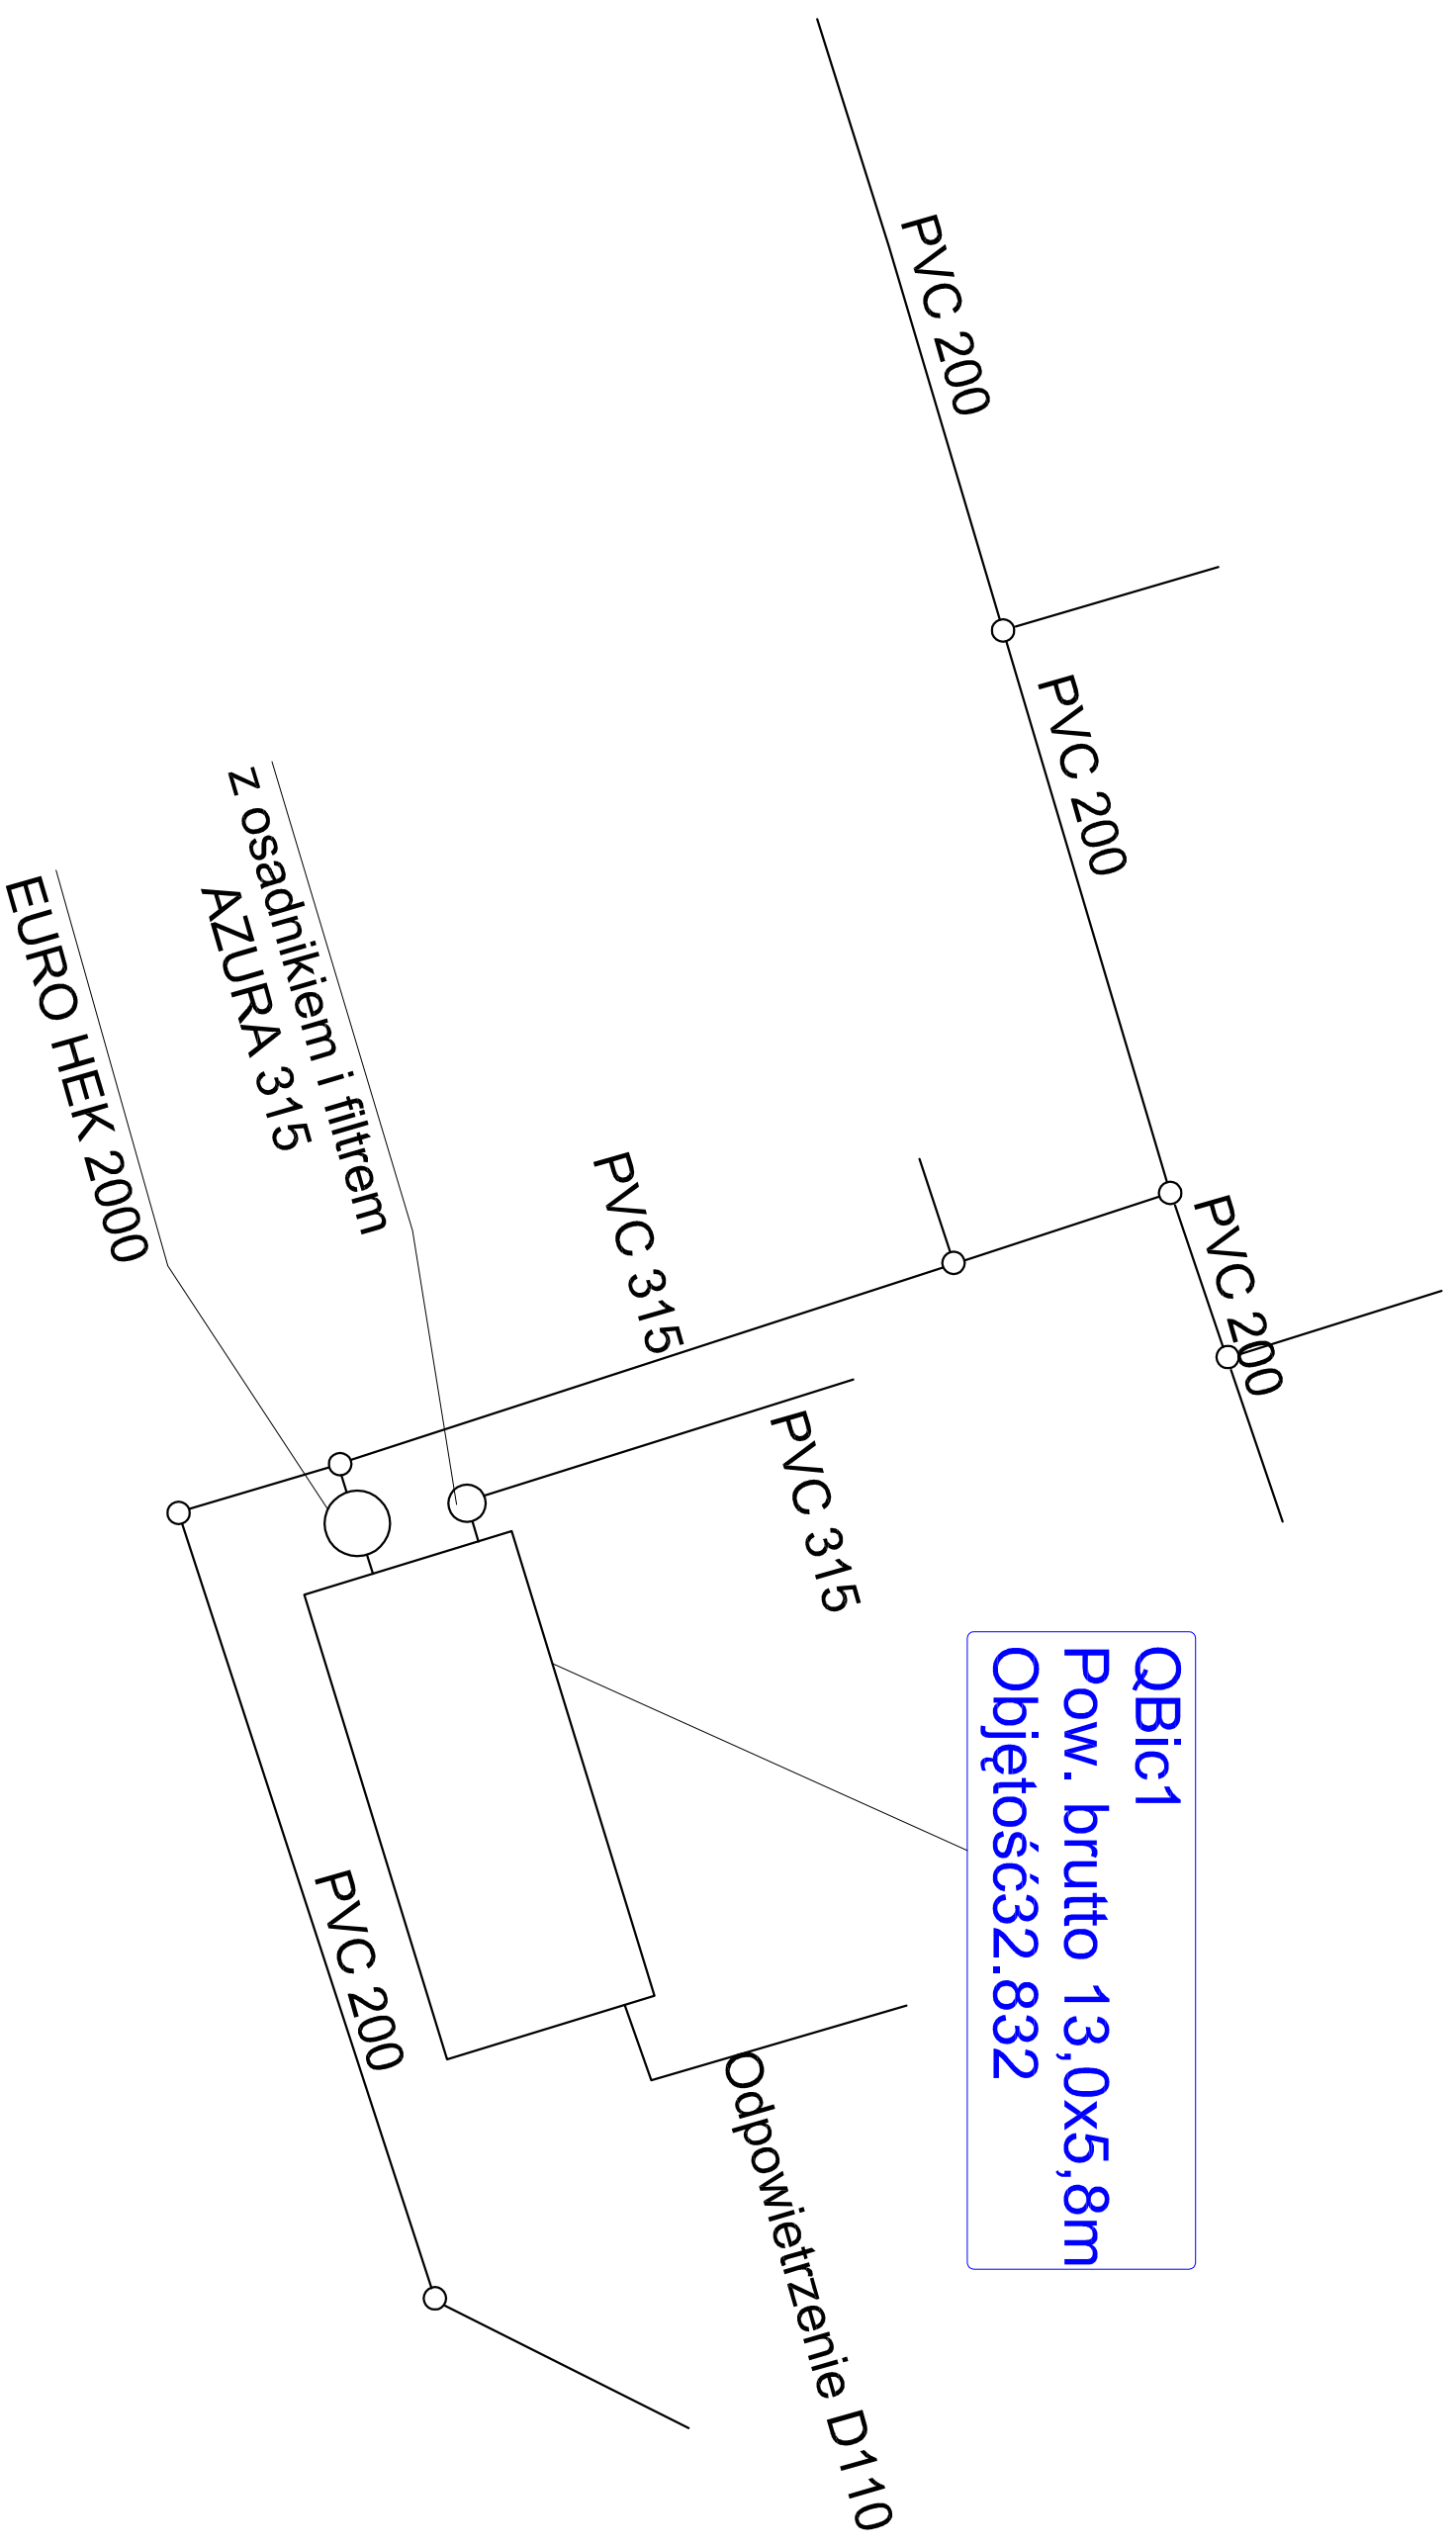 PVC 200
PVC 200
PVC 200
QBic1
Pow. brutto 13,0x5,8m
Objętość32.832
PVC 315
PVC 315
z osadnikiem i filtrem
AZURA 315
EURO HEK 2000
Odpowietrzenie D110
PVC 200